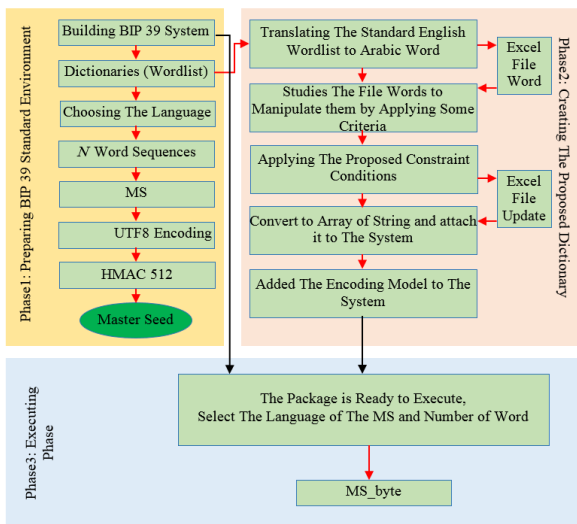 Phase1: Preparing BIP 39 Standard Environment
Building BIP 39 System
Dictionaries (Wordlist)
Choosing The Language
N Word Sequences
MS
UTF8 Encoding
HMAC 512
Master Seed
Phase2: Creating The Proposed Dictionary
Translating The Standard English
Wordlist to Arabic Word
Excel
File
Word
Studies The File Words to
Manipulate them by Applying Some
Criteria
Applying The Proposed Constraint
Conditions
Excel
File
Update
Convert to Array of String and attach
it to The System
Added The Encoding Model to The
System
Phase3: Executing
Phase
The Package is Ready to Execute,
Select The Language of The MS and Number of Word
MS_byte